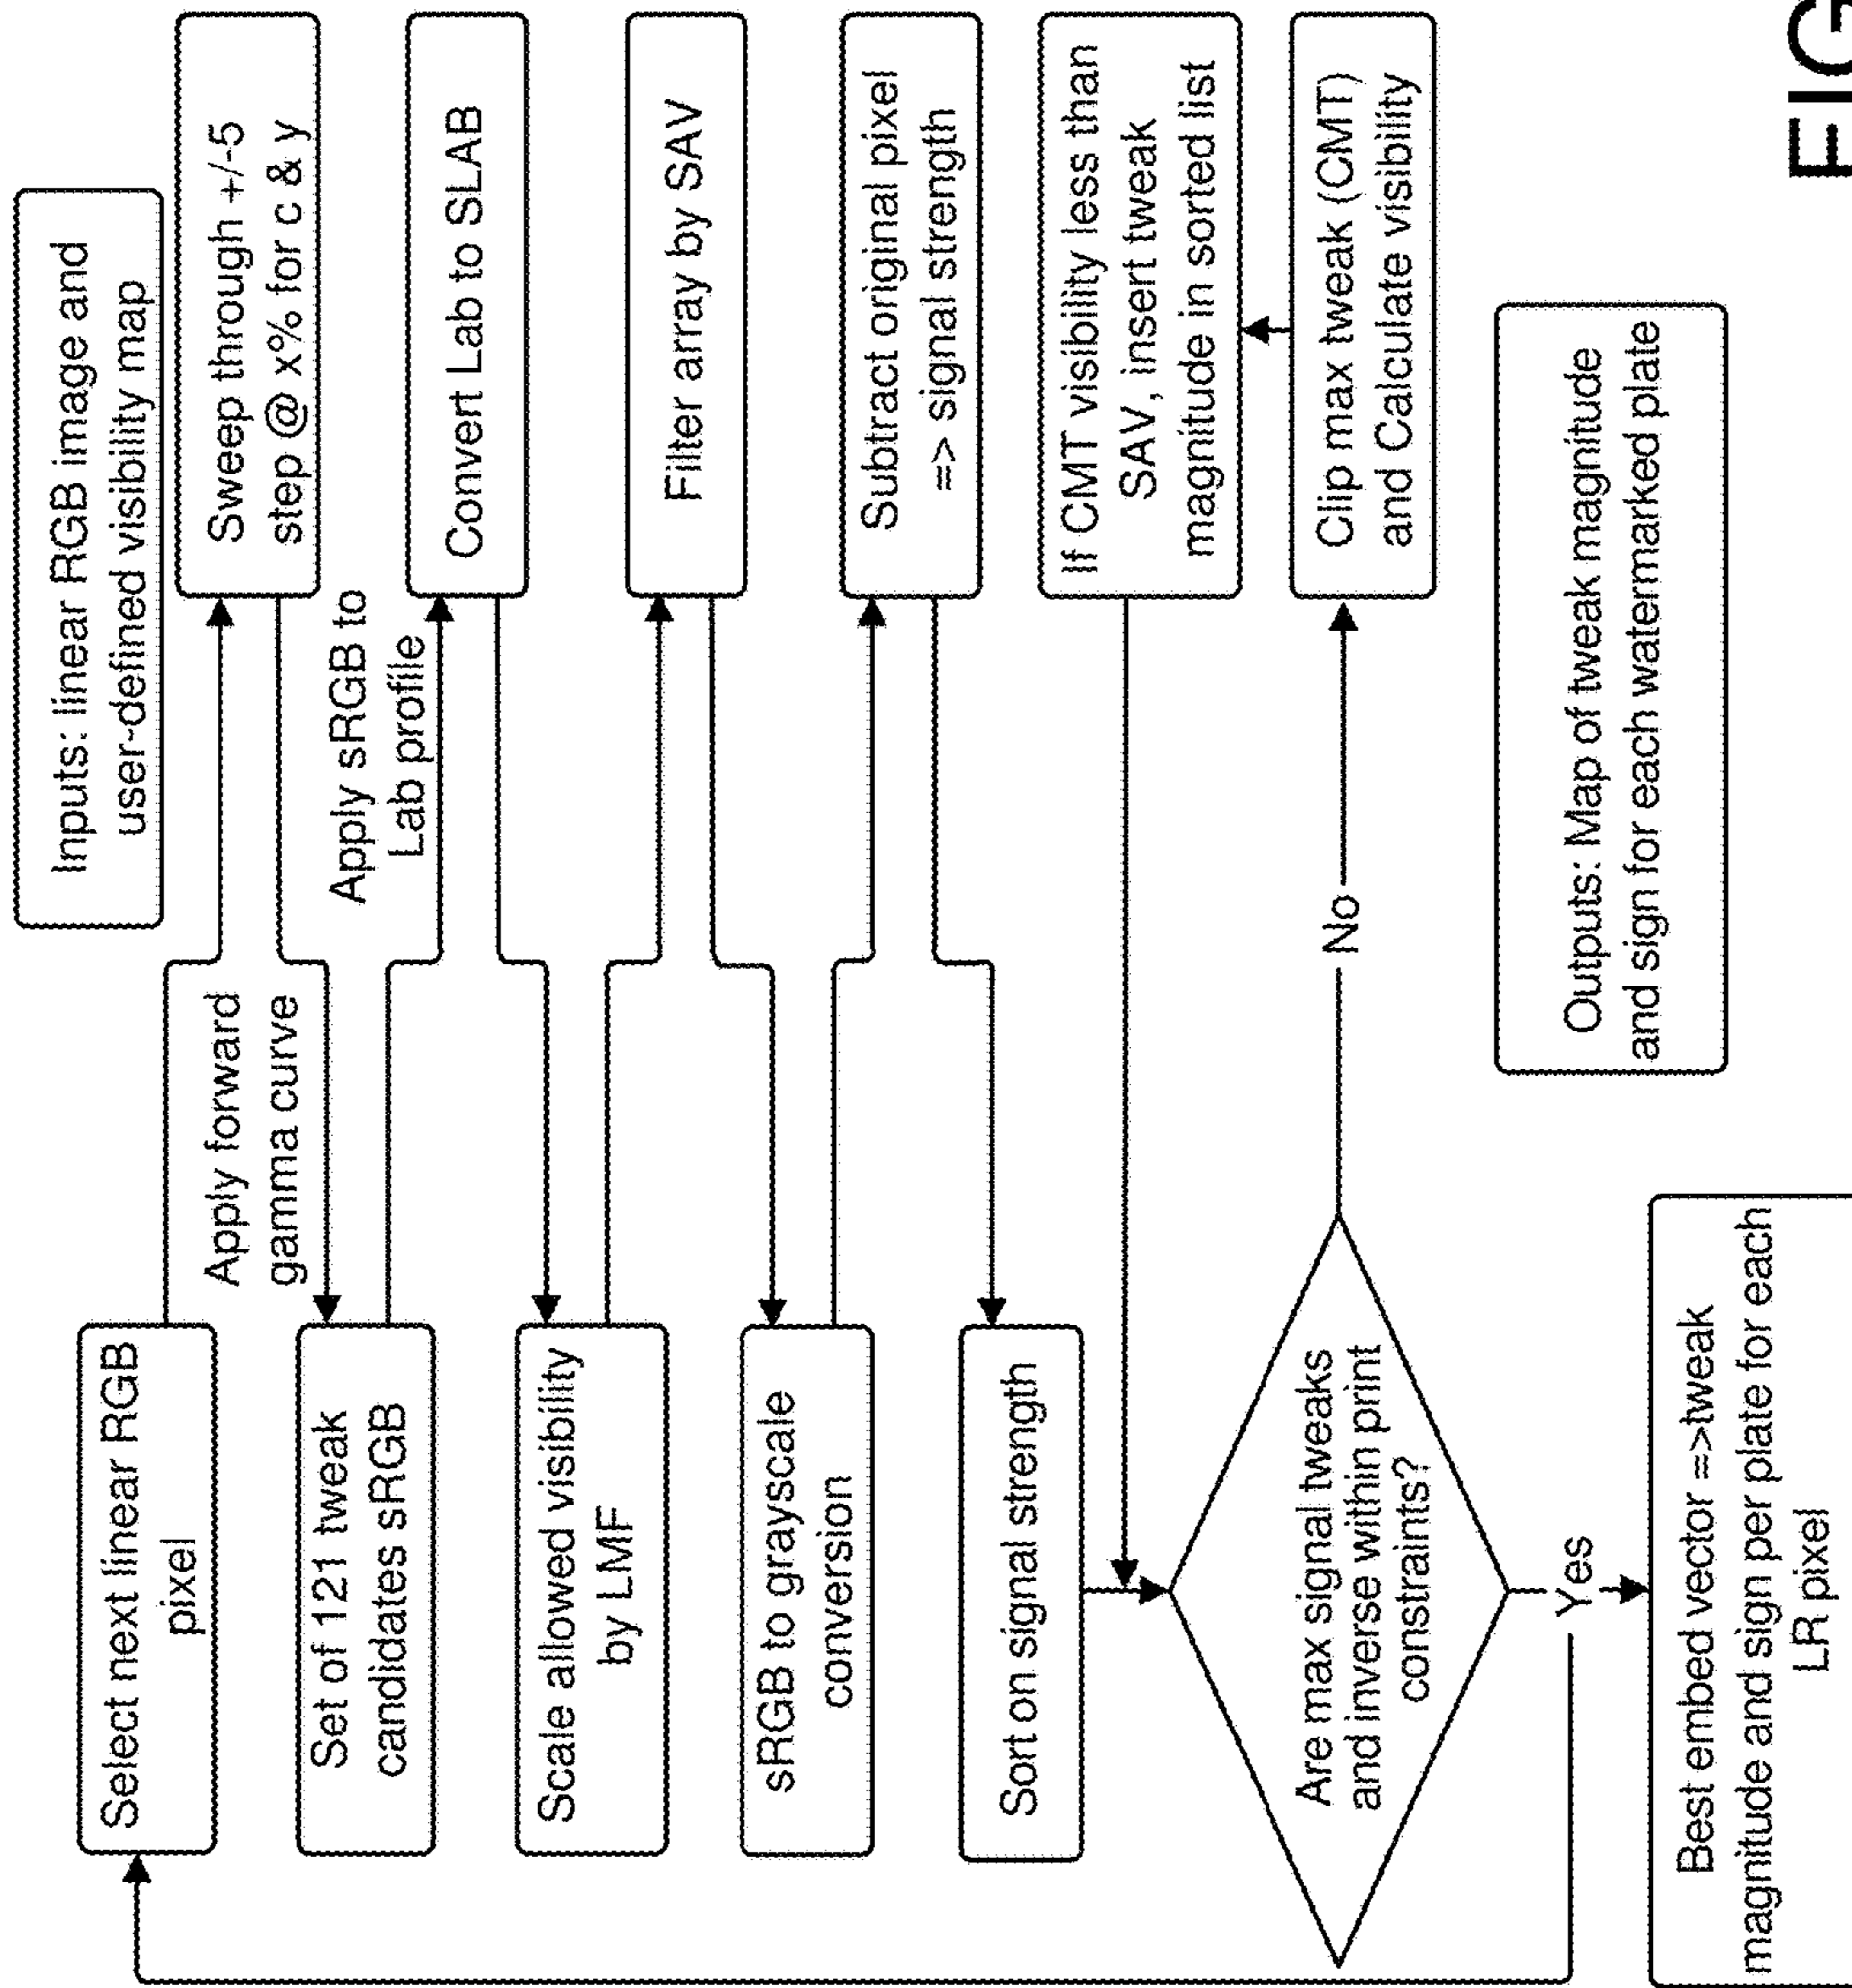 Inputs: linear RGB image and
user-defined visibility map
Select next linear RGB
pixel
Apply forward
gamma curve
Sweep through +/-5
step @ x% for c & y
Set of 121 tweak
candidates sRGB
Apply sRGB to
Lab profile
Convert Lab to SLAB
Scale allowed visibility
by LMF
Filter array by SAV
sRGB to grayscale
conversion
Subtract original pixel
=> signal strength
Sort on signal strength
If CMT visibility less than
SAV, insert tweak
magnitude in sorted list
Are max signal tweaks
and inverse within print
constraints?
No
Clip max tweak (CMT)
and Calculate visibility
Yes
Best embed vector =>tweak
magnitude and sign per plate for each
LR pixel
Outputs: Map of tweak magnitude
and sign for each watermarked plate
FIG